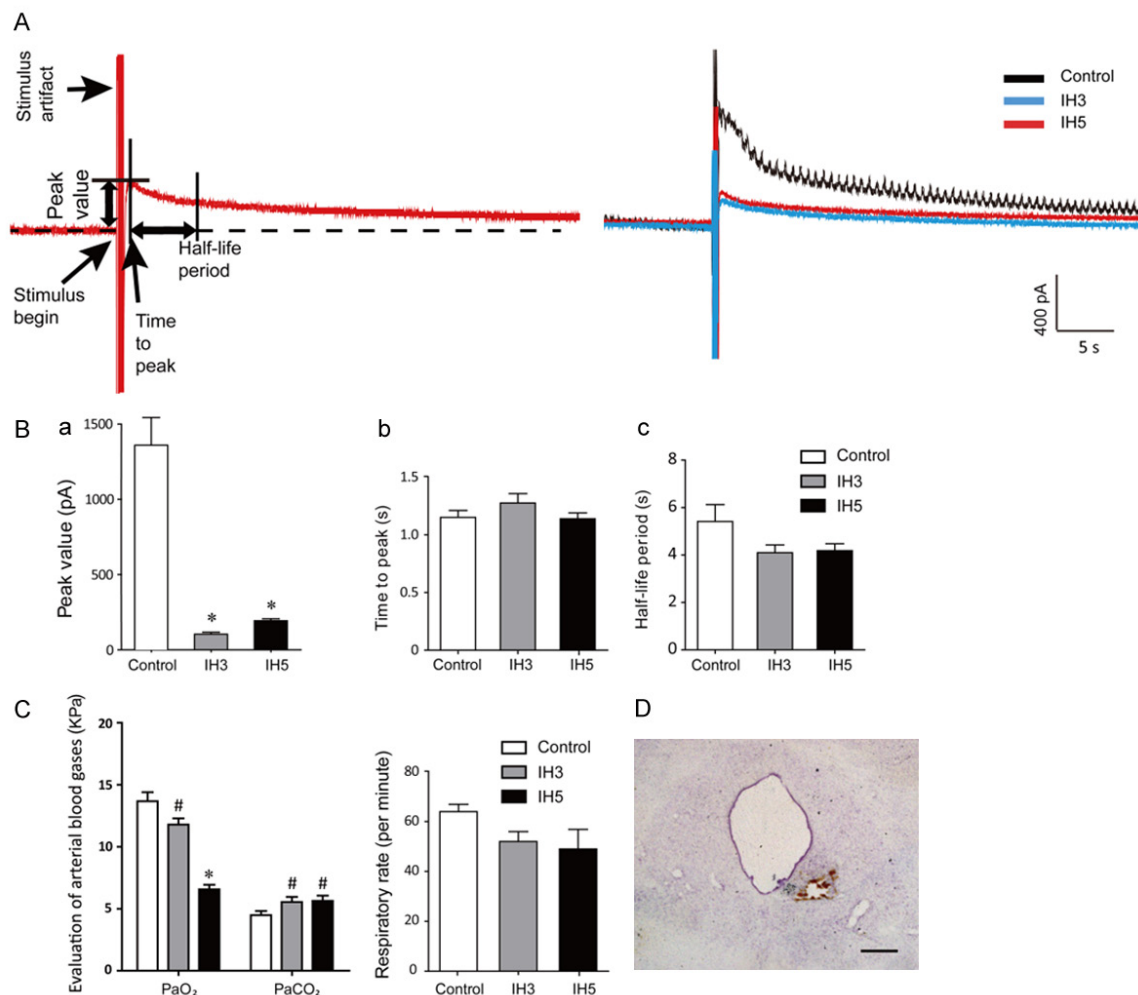 A
Stimulus
artifact
Peak
value
Stimulus
begin
Time
to
peak
Half-life
period
Control
IH3
IH5
400 pA
5 s
B
a
Peak value (pA)
1500
1000
500
0
Control IH3 IH5
*
*
b
Time to peak (s)
1.5
1.0
0.5
0
Control IH3 IH5
c
Half-life period (s)
8
6
4
2
0
Control IH3 IH5
Control
IH3
IH5
C
Evaluation of arterial blood gases (KPa)
20
15
10
5
0
#
*
#
#
PaO₂ PaCO₂
Respiratory rate (per minute)
80
60
40
20
0
Control IH3 IH5
Control
IH3
IH5
D